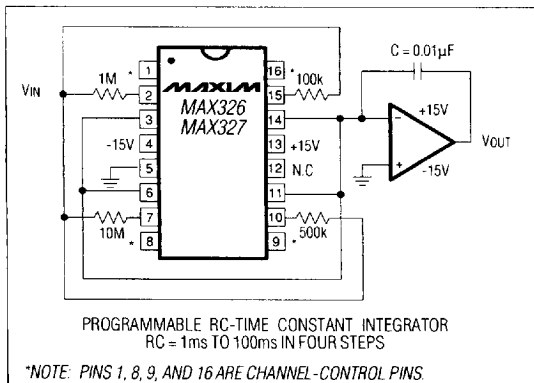 C = 0.01µF
VIN
1M
* 1
16 *
100k
2
MAXIM
15
MAX326
MAX327
3
14
+15V
-
VOUT
-15V
4
13 +15V
5
12 N.C
+
-15V
6
11
7
10
10M
500k
* 8
9 *
PROGRAMMABLE RC-TIME CONSTANT INTEGRATOR
RC = 1ms TO 100ms IN FOUR STEPS
*NOTE: PINS 1, 8, 9, AND 16 ARE CHANNEL-CONTROL PINS.